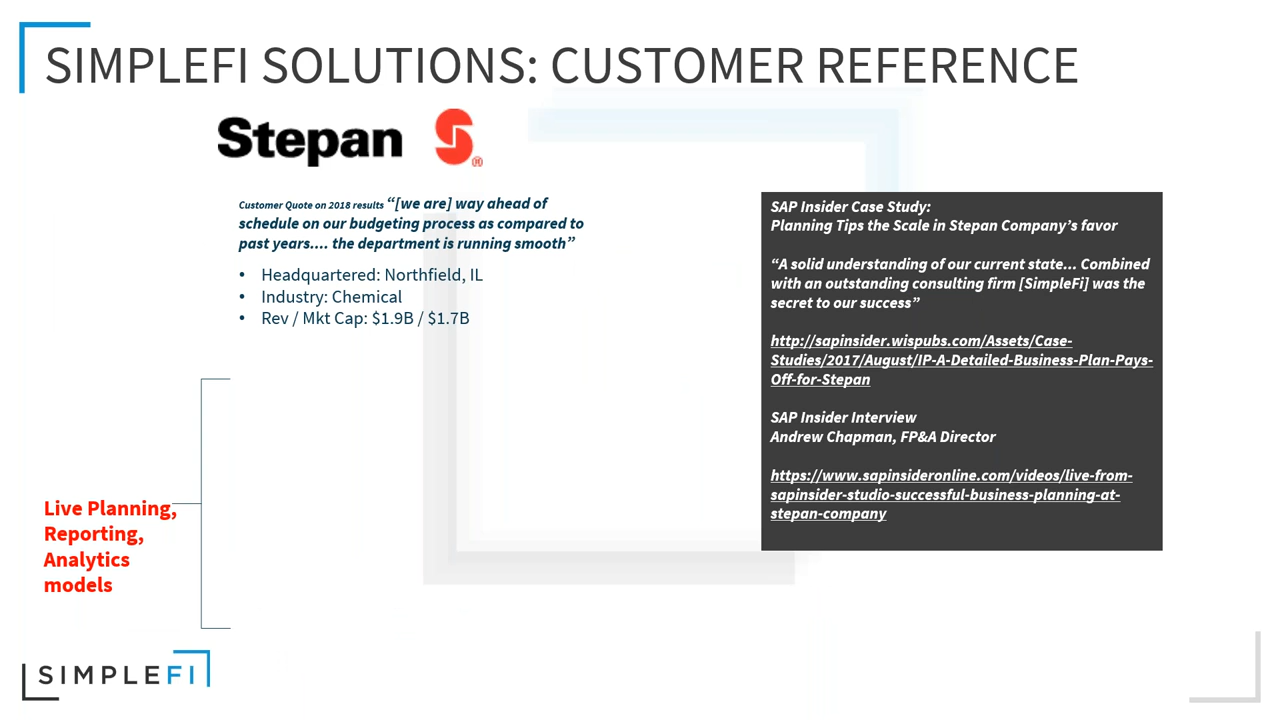 SIMPLEFI SOLUTIONS: CUSTOMER REFERENCE
Stepan
®
Customer Quote on 2018 results “[we are] way ahead of
schedule on our budgeting process as compared to
past years.... the department is running smooth”
• Headquartered: Northfield, IL
• Industry: Chemical
• Rev / Mkt Cap: $1.9B / $1.7B
SAP Insider Case Study:
Planning Tips the Scale in Stepan Company’s favor
“A solid understanding of our current state... Combined
with an outstanding consulting firm [SimpleFi] was the
secret to our success”
http://sapinsider.wispubs.com/Assets/Case-
Studies/2017/August/IP-A-Detailed-Business-Plan-Pays-
Off-for-Stepan
SAP Insider Interview
Andrew Chapman, FP&A Director
https://www.sapinsideronline.com/videos/live-from-
sapinsider-studio-successful-business-planning-at-
stepan-company
Live Planning,
Reporting,
Analytics
models
SIMPLEFI